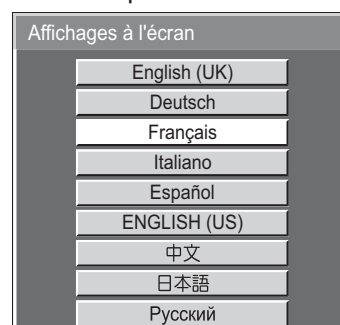 Affichages à l'écran
English (UK)
Deutsch
Français
Italiano
Español
ENGLISH (US)
中文
日本語
Русский